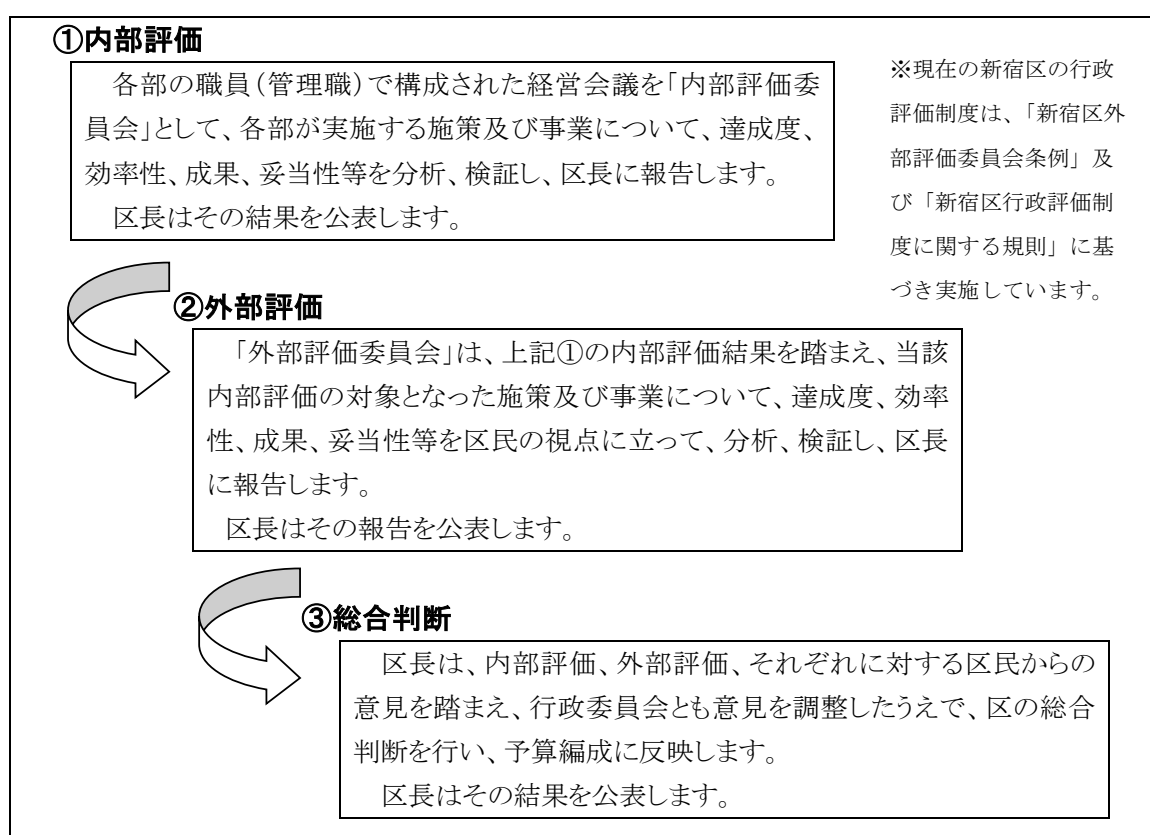 ①内部評価
各部の職員(管理職)で構成された経営会議を「内部評価委
員会」として、各部が実施する施策及び事業について、達成度、
効率性、成果、妥当性等を分析、検証し、区長に報告します。
区長はその結果を公表します。
※現在の新宿区の行政
評価制度は、「新宿区外
部評価委員会条例」及
び「新宿区行政評価制
度に関する規則」に基
づき実施しています。
②外部評価
「外部評価委員会」は、上記①の内部評価結果を踏まえ、当該
内部評価の対象となった施策及び事業について、達成度、効率
性、成果、妥当性等を区民の視点に立って、分析、検証し、区長
に報告します。
区長はその報告を公表します。
③総合判断
区長は、内部評価、外部評価、それぞれに対する区民からの
意見を踏まえ、行政委員会とも意見を調整したうえで、区の総合
判断を行い、予算編成に反映します。
区長はその結果を公表します。